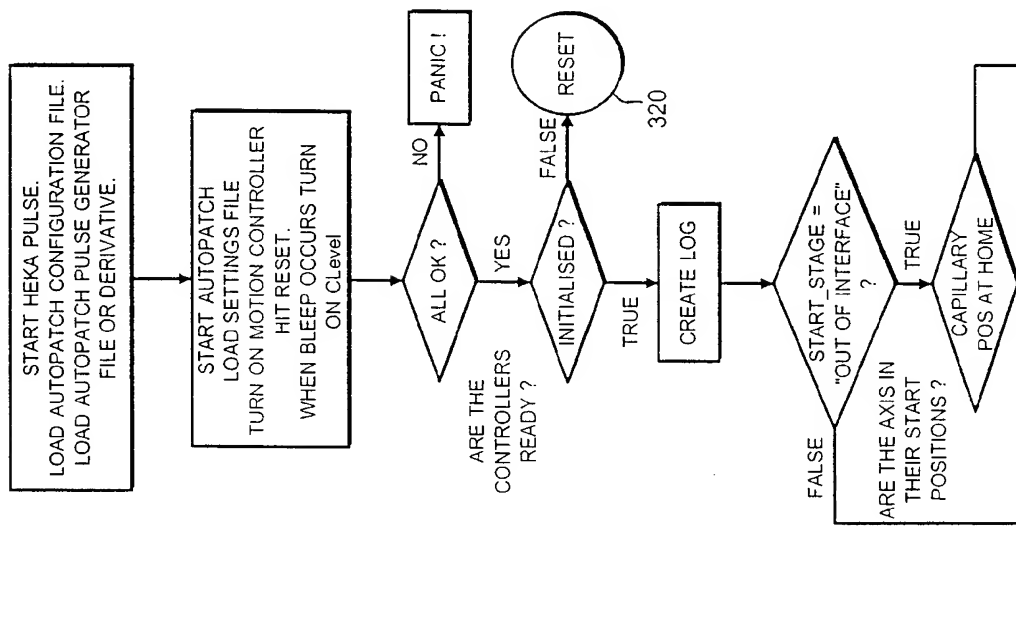 START HEKA PULSE.
LOAD AUTOPATCH CONFIGURATION FILE.
LOAD AUTOPATCH PULSE GENERATOR
FILE OR DERIVATIVE.
START AUTOPATCH
LOAD SETTINGS FILE
TURN ON MOTION CONTROLLER
HIT RESET.
WHEN BLEEP OCCURS TURN
ON CLevel
ALL OK ?
NO
PANIC !
YES
ARE THE
CONTROLLERS
READY ?
INITIALISED ?
FALSE
RESET
320
TRUE
CREATE LOG
START_STAGE =
"OUT OF INTERFACE"
?
FALSE
TRUE
ARE THE AXIS IN
THEIR START
POSITIONS ?
CAPILLARY
POS AT HOME